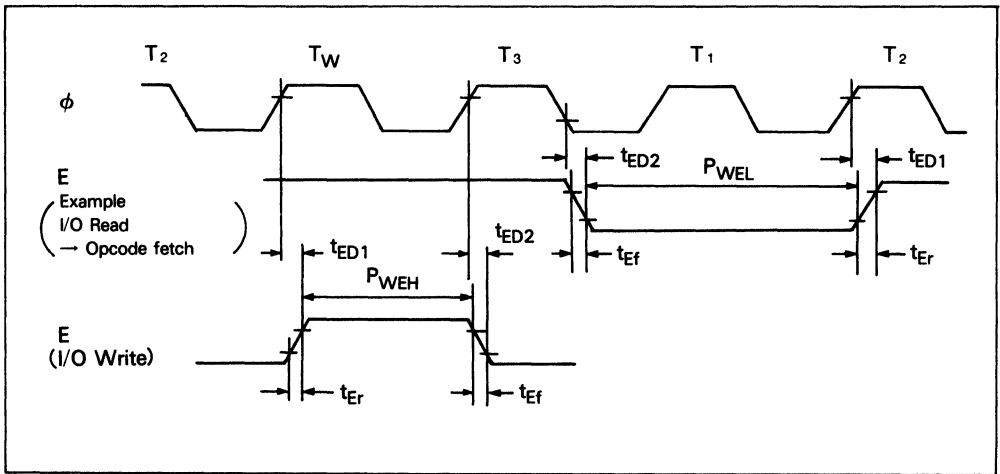 T2 TW T3 T1 T2
ϕ
E
Example
I/O Read
→ Opcode fetch
tED2 PWEL tED1
tED1 tED2 tEf tEr
PWEH
E
(I/O Write)
tEr tEf